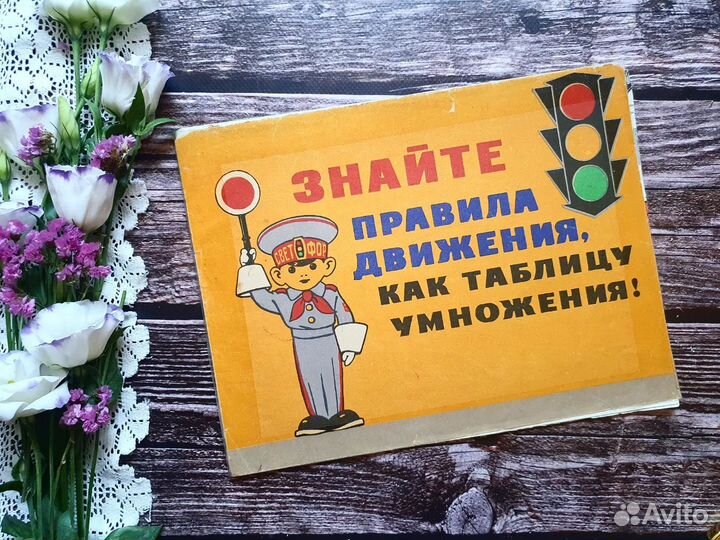 ЗНАЙТЕ
ПРАВИЛА
ДВИЖЕНИЯ,
КАК ТАБЛИЦУ
УМНОЖЕНИЯ!
СВЕТОФОР
Avito